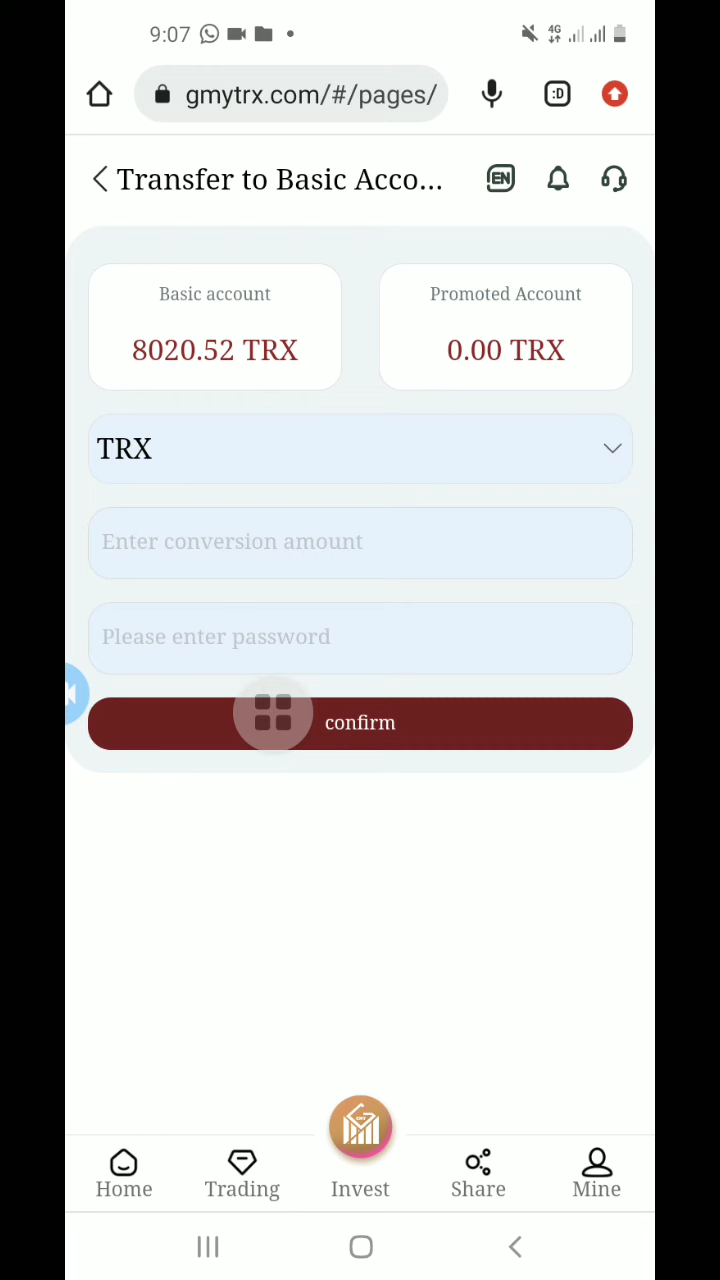 9:07
4G
gmytrx.com/#/pages/
:D
Transfer to Basic Acco...
EN
Basic account
Promoted Account
8020.52 TRX
0.00 TRX
TRX
Enter conversion amount
Please enter password
confirm
Home
Trading
Invest
Share
Mine